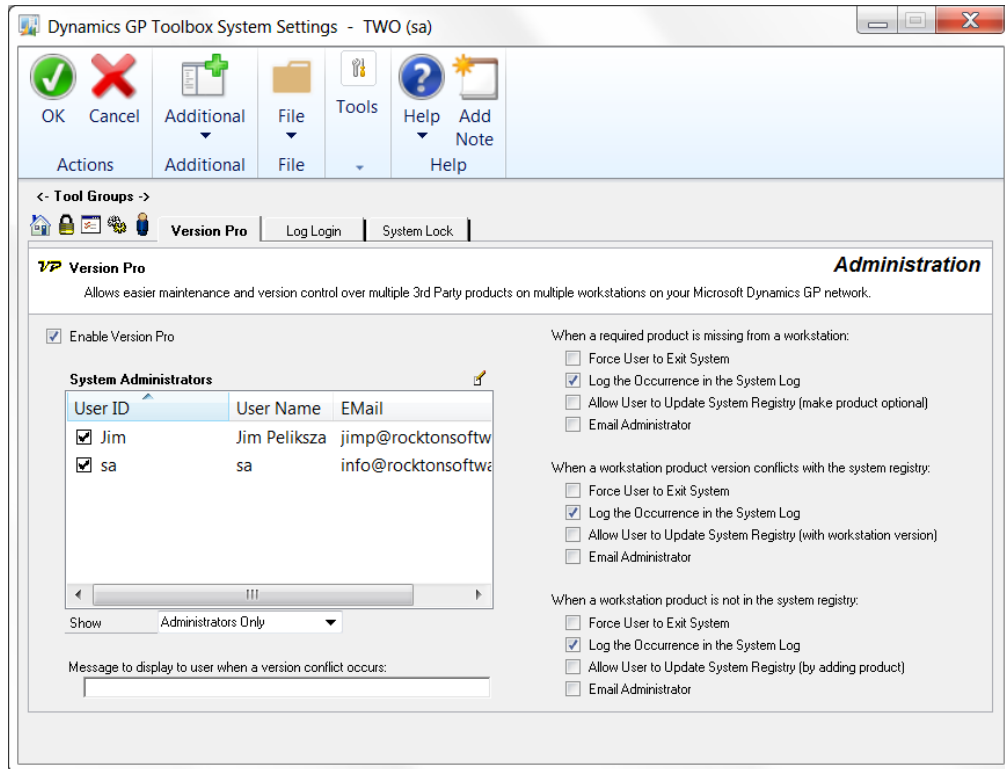 Dynamics GP Toolbox System Settings - TWO (sa)
OK Cancel Additional File Tools Help Add Note
Actions Additional File Help
<- Tool Groups ->
Version Pro Log Login System Lock
VP Version Pro Administration
Allows easier maintenance and version control over multiple 3rd Party products on multiple workstations on your Microsoft Dynamics GP network.
Enable Version Pro
System Administrators
User ID User Name EMail
Jim Jim Peliksza jimp@rocktonsoftw
sa sa info@rocktonsoftwa
Show Administrators Only
Message to display to user when a version conflict occurs:
When a required product is missing from a workstation:
Force User to Exit System
Log the Occurrence in the System Log
Allow User to Update System Registry (make product optional)
Email Administrator
When a workstation product version conflicts with the system registry:
Force User to Exit System
Log the Occurrence in the System Log
Allow User to Update System Registry (with workstation version)
Email Administrator
When a workstation product is not in the system registry:
Force User to Exit System
Log the Occurrence in the System Log
Allow User to Update System Registry (by adding product)
Email Administrator